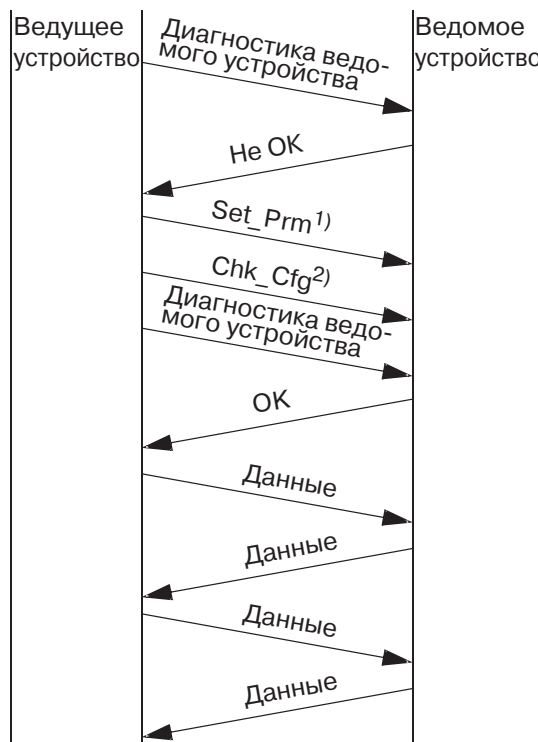 Ведущее
устройство
Ведомое
устройство
Диагностика ведо-
мого устройства
Не ОК
Set_Prm1)
Chk_Cfg2)
Диагностика ведо-
мого устройства
ОК
Данные
Данные
Данные
Данные